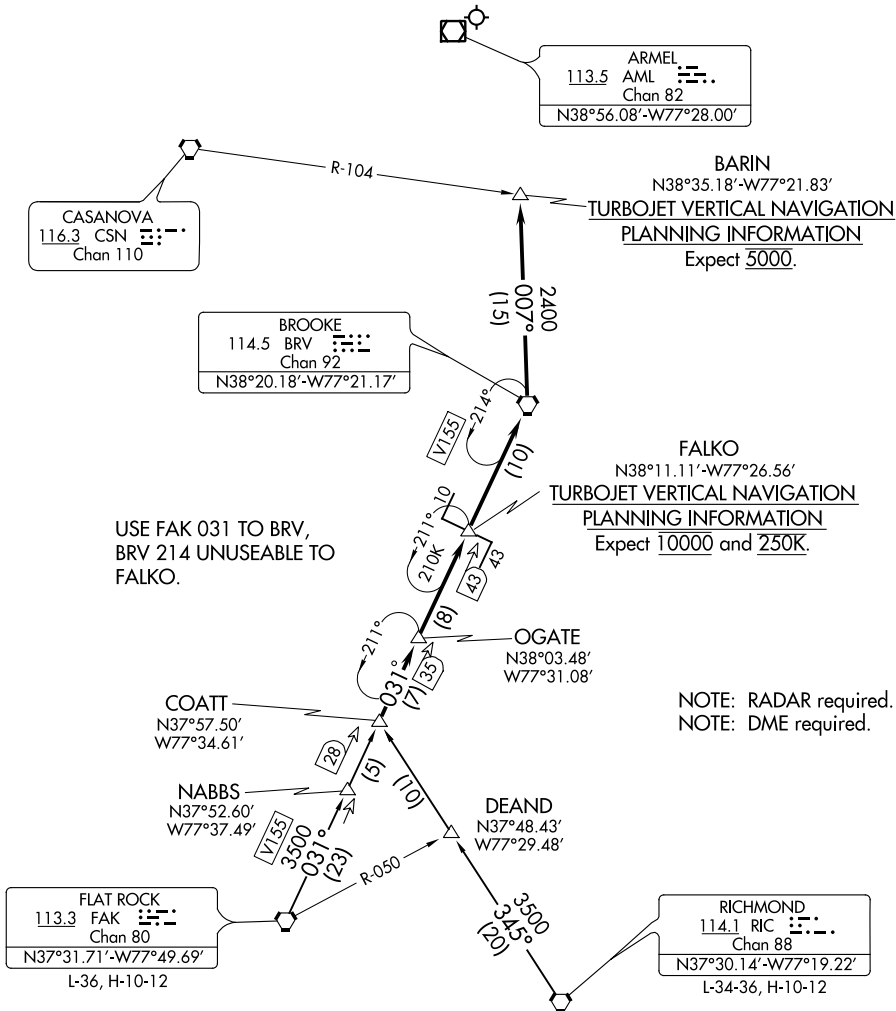 ARMEL
113.5 AML
Chan 82
N38°56.08′-W77°28.00′
R-104
BARIN
N38°35.18′-W77°21.83′
TURBOJET VERTICAL NAVIGATION
PLANNING INFORMATION
Expect 5000.
CASANOVA
116.3 CSN
Chan 110
2400
007°
(15)
BROOKE
114.5 BRV
Chan 92
N38°20.18′-W77°21.17′
214°
V155
(10)
FALKO
N38°11.11′-W77°26.56′
TURBOJET VERTICAL NAVIGATION
PLANNING INFORMATION
Expect 10000 and 250K.
10
211°
210K
43
43
USE FAK 031 TO BRV,
BRV 214 UNUSEABLE TO
FALKO.
(8)
211°
OGATE
N38°03.48′
W77°31.08′
35
031°
(7)
NOTE: RADAR required.
NOTE: DME required.
COATT
N37°57.50′
W77°34.61′
28
(5)
(10)
NABBS
N37°52.60′
W77°37.49′
DEAND
N37°48.43′
W77°29.48′
V155
3500
031°
(23)
R-050
3500
345°
(20)
FLAT ROCK
113.3 FAK
Chan 80
N37°31.71′-W77°49.69′
L-36, H-10-12
RICHMOND
114.1 RIC
Chan 88
N37°30.14′-W77°19.22′
L-34-36, H-10-12